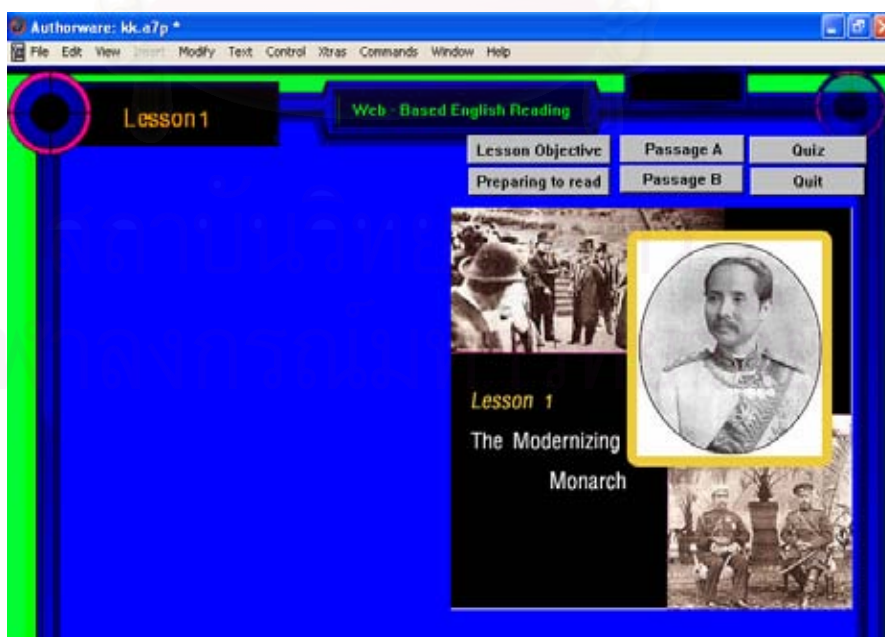 Authorware: kk.a7p *
File Edit View Insert Modify Text Control Xtras Commands Window Help
Lesson 1
Web - Based English Reading
Lesson Objective Passage A Quiz
Preparing to read Passage B Quit
Lesson 1
The Modernizing
Monarch